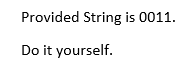 Provided String is 0011.
Do it yourself.